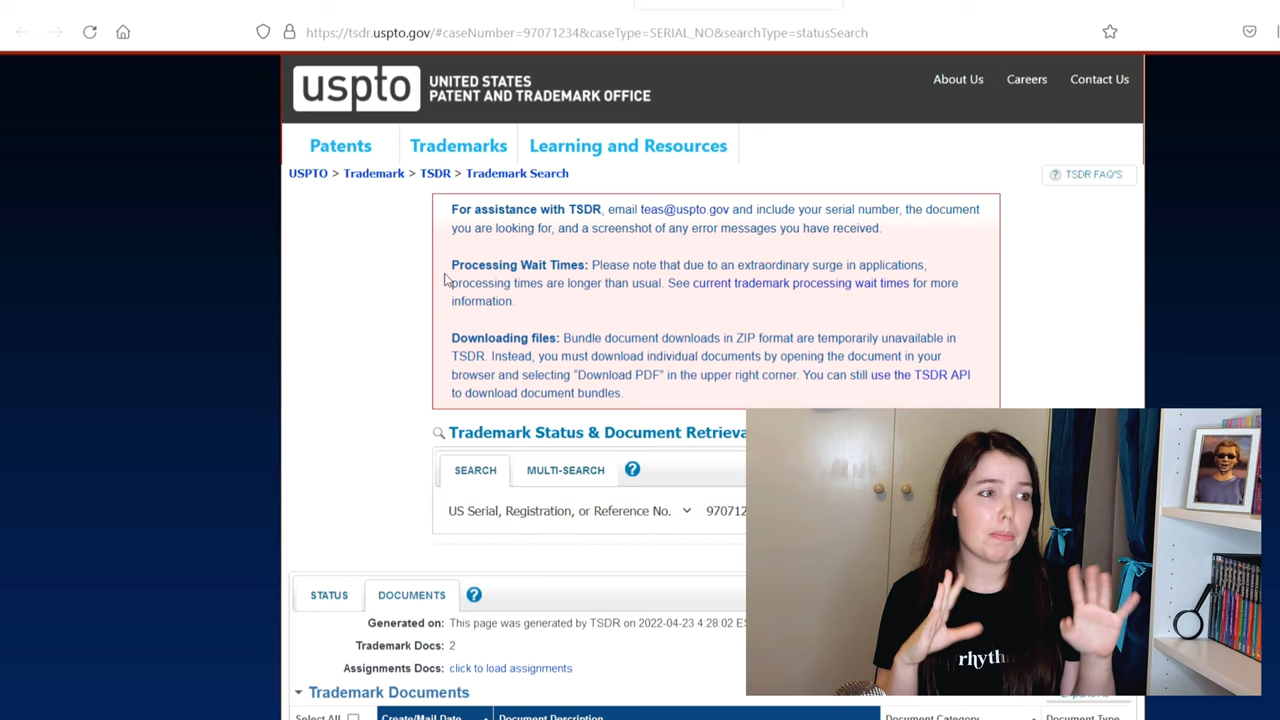 https://tsdr.uspto.gov/#caseNumber=97071234&caseType=SERIAL_NO&searchType=statusSearch
uspto UNITED STATES PATENT AND TRADEMARK OFFICE
About Us Careers Contact Us
Patents Trademarks Learning and Resources
USPTO > Trademark > TSDR > Trademark Search
? TSDR FAQ'S
For assistance with TSDR, email teas@uspto.gov and include your serial number, the document
you are looking for, and a screenshot of any error messages you have received.
Processing Wait Times: Please note that due to an extraordinary surge in applications,
processing times are longer than usual. See current trademark processing wait times for more
information.
Downloading files: Bundle document downloads in ZIP format are temporarily unavailable in
TSDR. Instead, you must download individual documents by opening the document in your
browser and selecting “Download PDF” in the upper right corner. You can still use the TSDR API
to download document bundles.
Trademark Status & Document Retrieva
SEARCH MULTI-SEARCH ?
US Serial, Registration, or Reference No. 970712
STATUS DOCUMENTS ?
Generated on: This page was generated by TSDR on 2022-04-23 4:28 02 E
Trademark Docs: 2
Assignments Docs: click to load assignments
rhyth
Trademark Documents
Select All Create/Mail Date Document Description Document Category Document Type